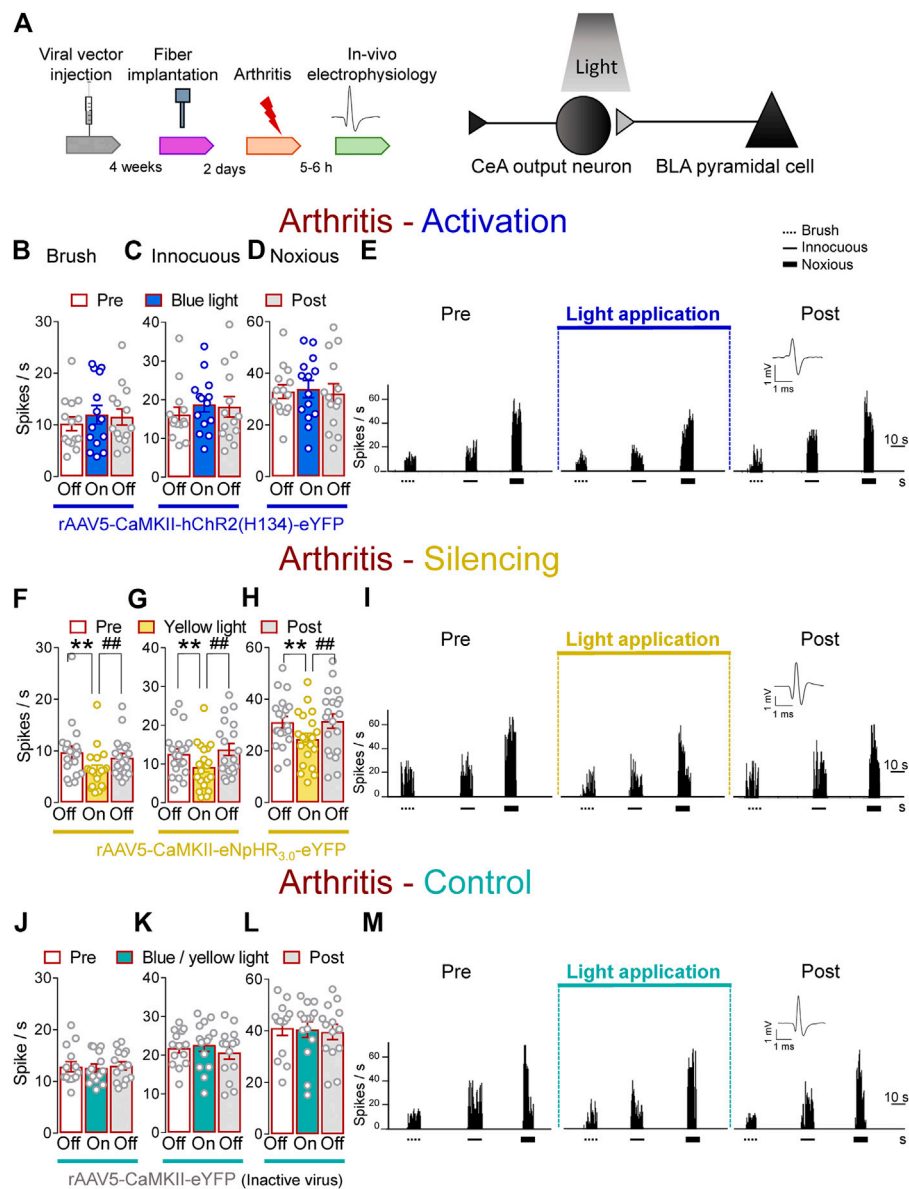 A
Viral vector injection
Fiber implantation
Arthritis
In-vivo electrophysiology
4 weeks
2 days
5-6 h
Light
CeA output neuron
BLA pyramidal cell
Arthritis - Activation
B Brush C Innocuous D Noxious E
Brush
Innocuous
Noxious
Pre Blue light Post
Pre Light application Post
Spikes / s
30
20
10
0
40
30
20
10
0
60
40
20
0
Off On Off Off On Off Off On Off
rAAV5-CaMKII-hChR2(H134)-eYFP
Spikes / s
60
40
20
0
1 mV
1 ms
10 s
s
Arthritis - Silencing
F G H I
Pre Yellow light Post
Pre Light application Post
** ## ** ## ** ##
Spikes / s
30
20
10
0
40
30
20
10
0
60
40
20
0
Off On Off Off On Off Off On Off
rAAV5-CaMKII-eNpHR3.0-eYFP
Spikes / s
60
40
20
0
1 mV
1 ms
10 s
s
Arthritis - Control
J K L M
Pre Blue / yellow light Post
Pre Light application Post
Spike / s
30
20
10
0
40
30
20
10
0
60
40
20
0
Off On Off Off On Off Off On Off
rAAV5-CaMKII-eYFP (Inactive virus)
Spikes / s
60
40
20
0
1 mV
1 ms
10 s
s